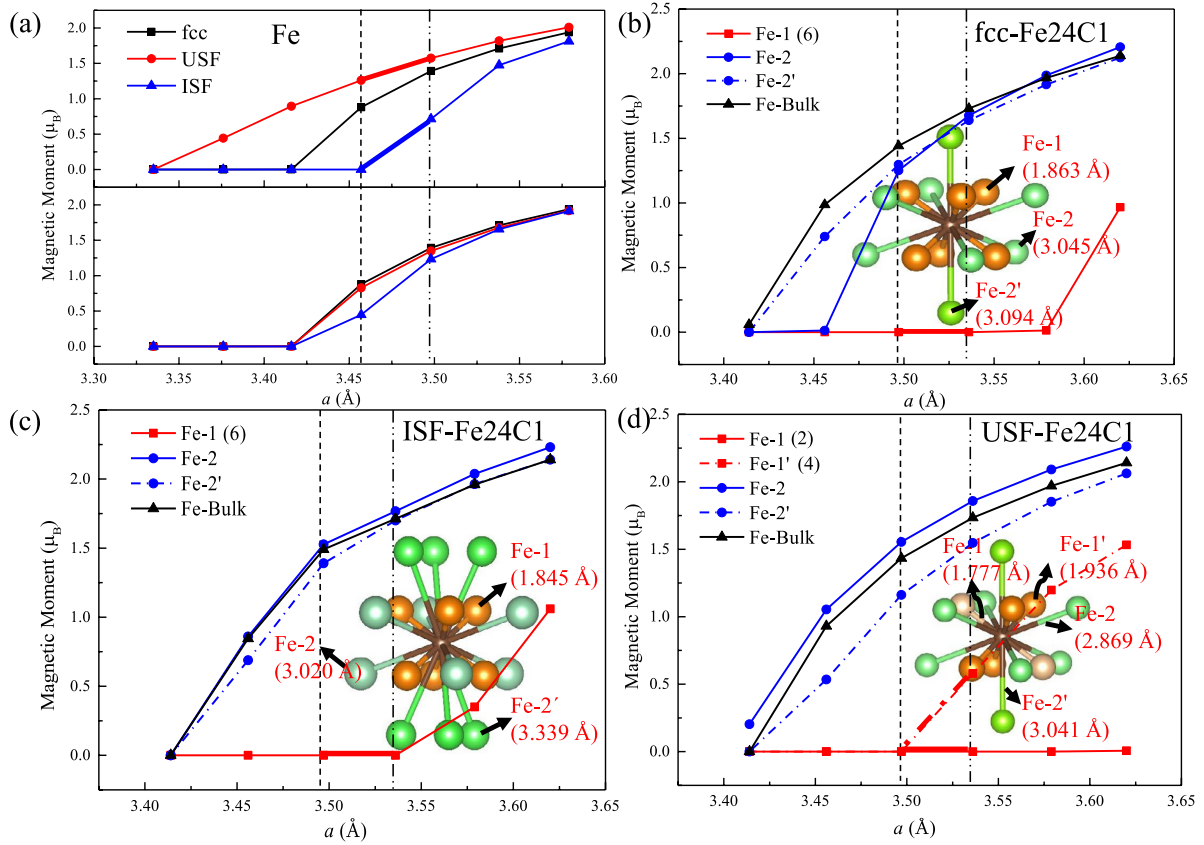 (a)
Fe
fcc
USF
ISF
Magnetic Moment (μB)
2.0
1.5
1.0
0.5
0.0
Magnetic Moment (μB)
2.0
1.5
1.0
0.5
0.0
3.30 3.35 3.40 3.45 3.50 3.55 3.60
a (Å)
(b)
fcc-Fe24C1
Fe-1 (6)
Fe-2
Fe-2'
Fe-Bulk
Magnetic Moment (μB)
2.5
2.0
1.5
1.0
0.5
0.0
Fe-1
(1.863 Å)
Fe-2
(3.045 Å)
Fe-2'
(3.094 Å)
3.40 3.45 3.50 3.55 3.60 3.65
a (Å)
(c)
ISF-Fe24C1
Fe-1 (6)
Fe-2
Fe-2'
Fe-Bulk
Magnetic Moment (μB)
2.5
2.0
1.5
1.0
0.5
0.0
Fe-1
(1.845 Å)
Fe-2
(3.020 Å)
Fe-2´
(3.339 Å)
3.40 3.45 3.50 3.55 3.60 3.65
a (Å)
(d)
USF-Fe24C1
Fe-1 (2)
Fe-1' (4)
Fe-2
Fe-2'
Fe-Bulk
Magnetic Moment (μB)
2.5
2.0
1.5
1.0
0.5
0.0
Fe-1
(1.777 Å)
Fe-1'
(1.936 Å)
Fe-2
(2.869 Å)
Fe-2'
(3.041 Å)
3.40 3.45 3.50 3.55 3.60 3.65
a (Å)